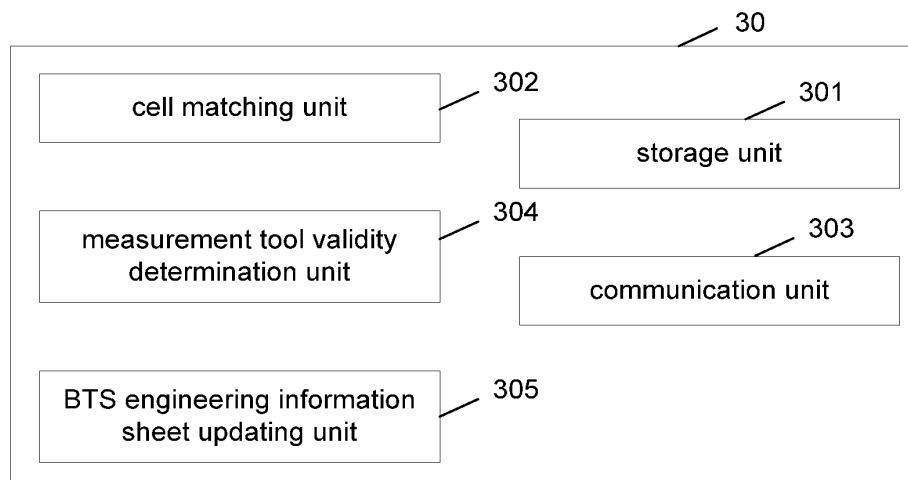 30
cell matching unit
302
301
storage unit
measurement tool validity
determination unit
304
303
communication unit
BTS engineering information
sheet updating unit
305